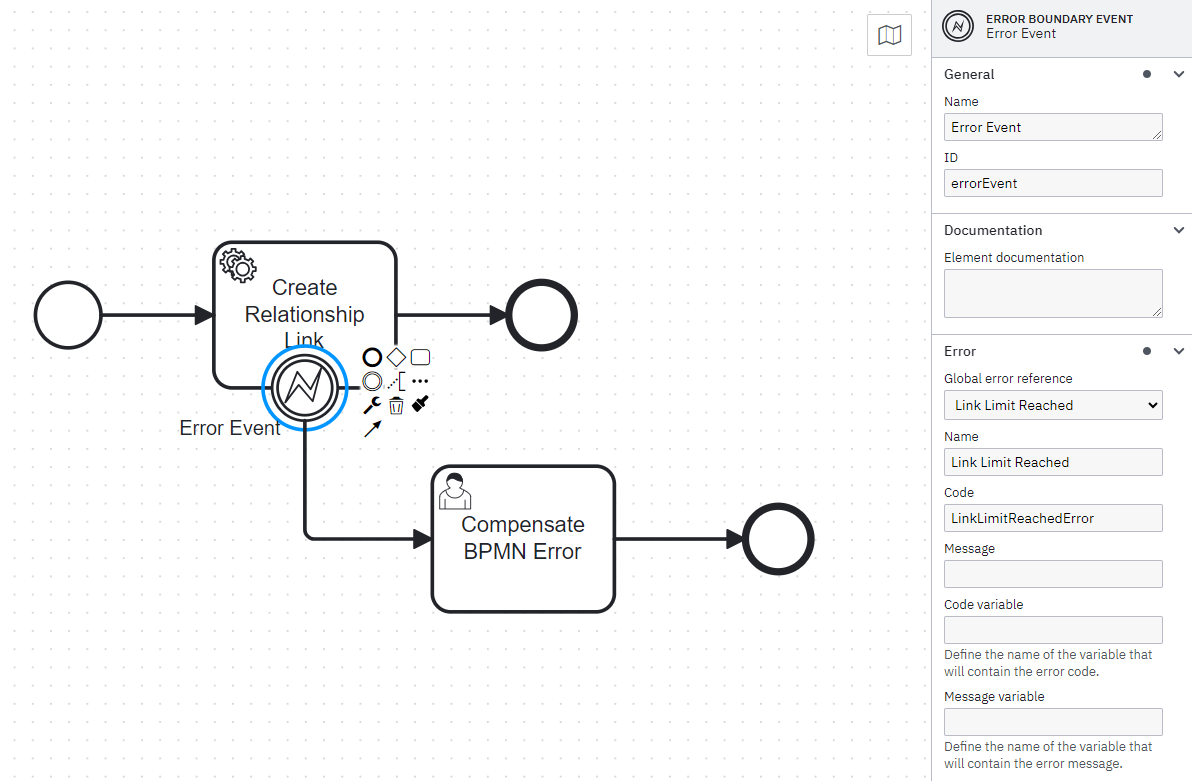 Create
Relationship
Link
Error Event
Compensate
BPMN Error
ERROR BOUNDARY EVENT
Error Event
General
Name
Error Event
ID
errorEvent
Documentation
Element documentation
Error
Global error reference
Link Limit Reached
Name
Link Limit Reached
Code
LinkLimitReachedError
Message
Code variable
Define the name of the variable that
will contain the error code.
Message variable
Define the name of the variable that
will contain the error message.